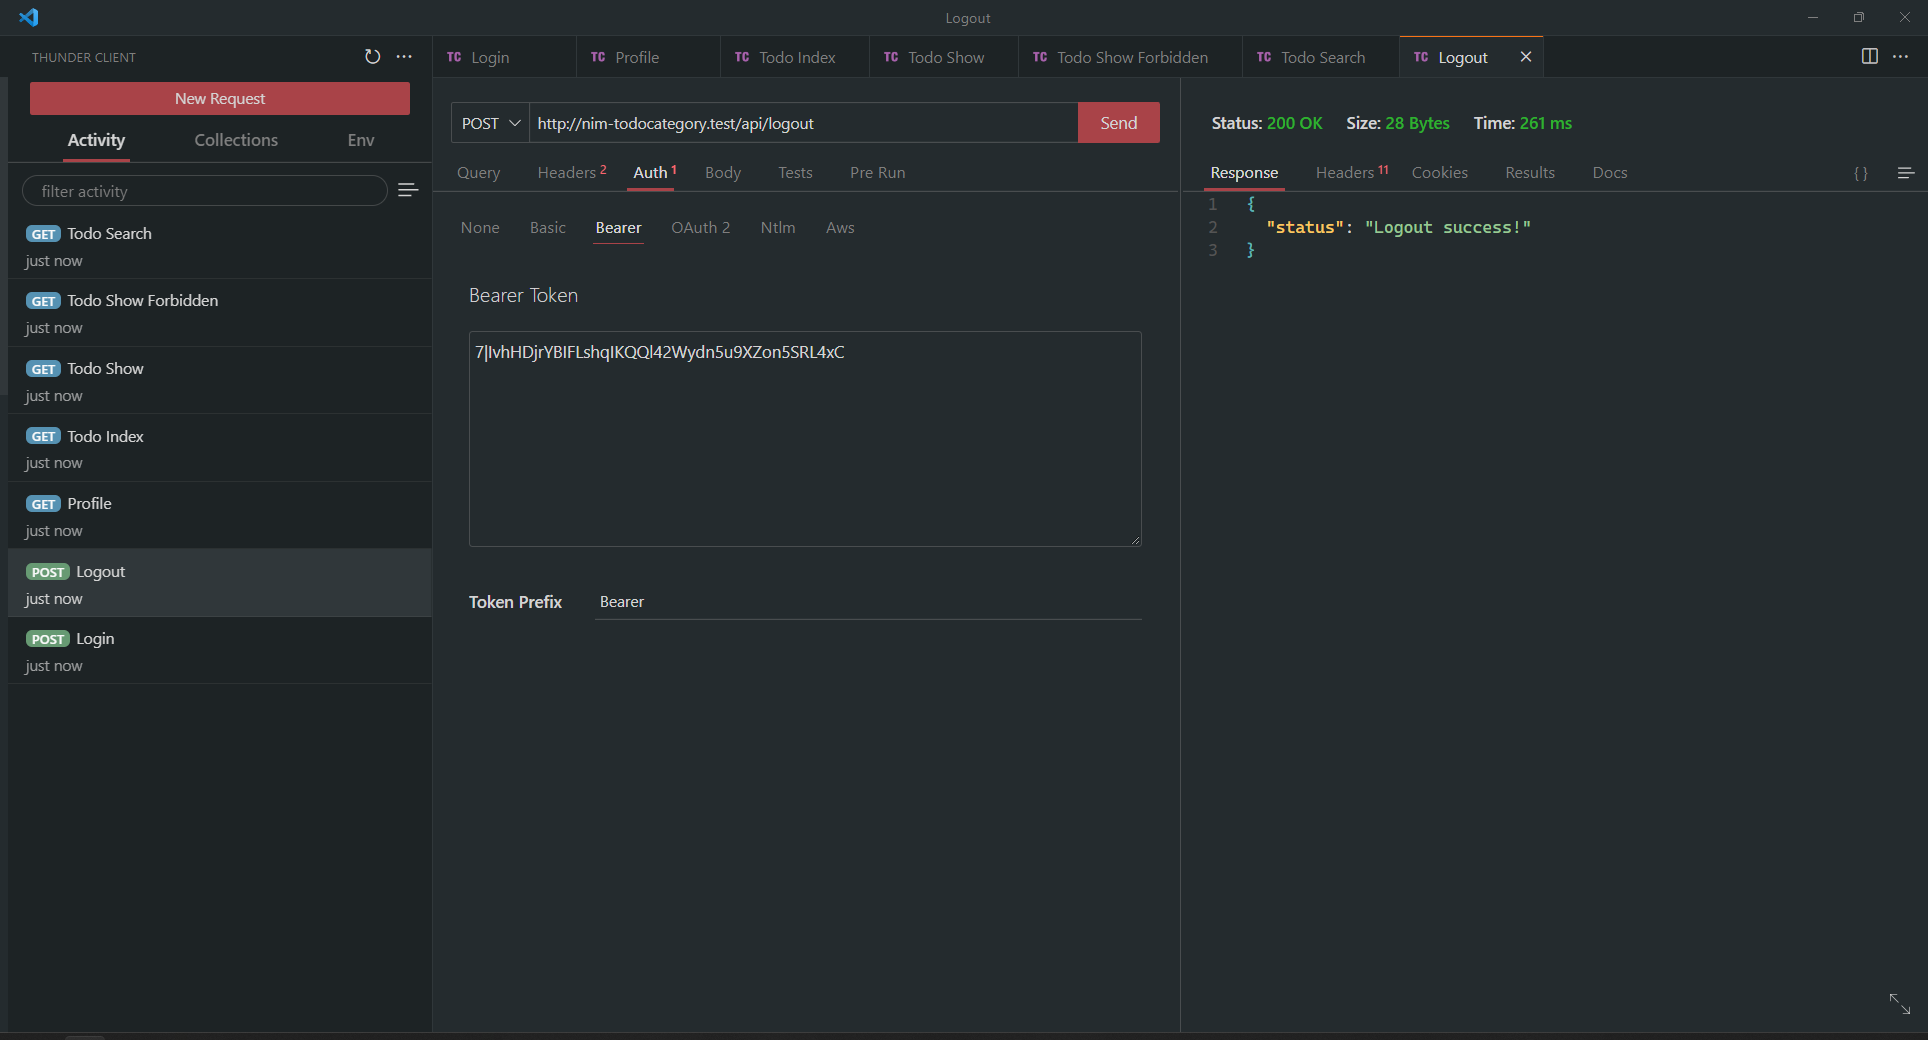 Logout
THUNDER CLIENT
New Request
Activity Collections Env
filter activity
GET Todo Search
just now
GET Todo Show Forbidden
just now
GET Todo Show
just now
GET Todo Index
just now
GET Profile
just now
POST Logout
just now
POST Login
just now
TC Login TC Profile TC Todo Index TC Todo Show TC Todo Show Forbidden TC Todo Search TC Logout
POST http://nim-todocategory.test/api/logout Send
Query Headers 2 Auth 1 Body Tests Pre Run
None Basic Bearer OAuth 2 Ntlm Aws
Bearer Token
7|IvhHDjrYBIFLshqIKQQl42Wydn5u9XZon5SRL4xC
Token Prefix Bearer
Status: 200 OK Size: 28 Bytes Time: 261 ms
Response Headers 11 Cookies Results Docs { }
1 {
2 "status": "Logout success!"
3 }